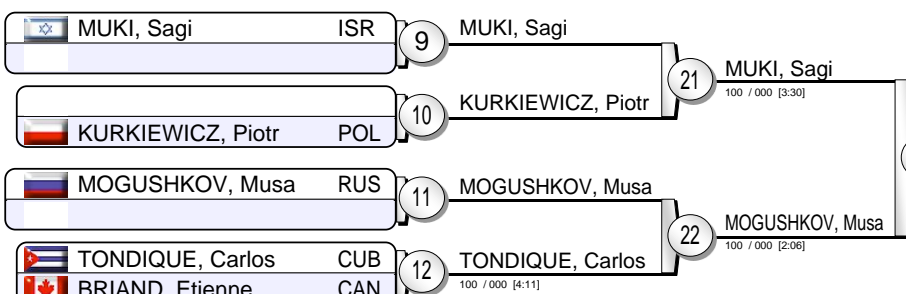 MUKI, Sagi ISR
9
MUKI, Sagi
21
MUKI, Sagi
100 / 000 [3:30]
KURKIEWICZ, Piotr POL
10
KURKIEWICZ, Piotr
MOGUSHKOV, Musa RUS
11
MOGUSHKOV, Musa
22
MOGUSHKOV, Musa
100 / 000 [2:06]
TONDIQUE, Carlos CUB
12
TONDIQUE, Carlos
100 / 000 [4:11]
BRIAND, Etienne CAN